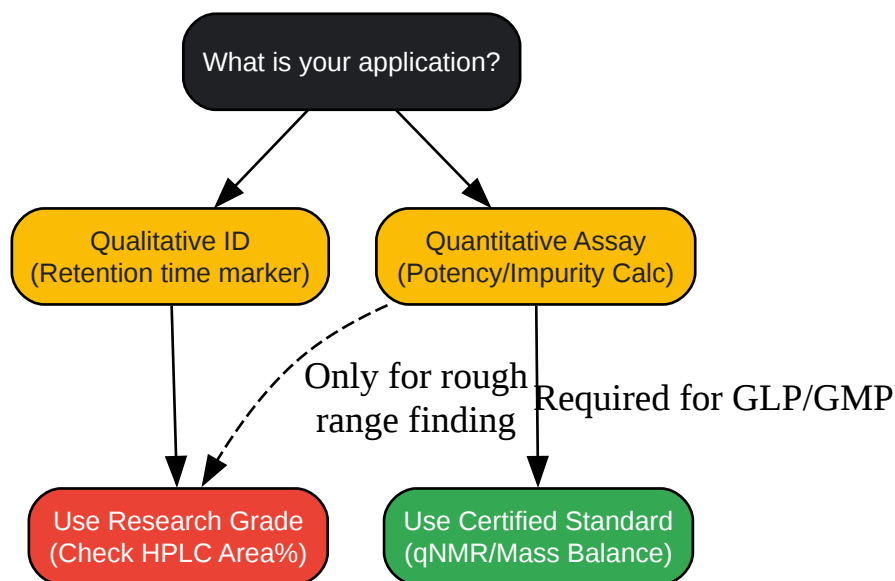 What is your application?
Qualitative ID
(Retention time marker)
Quantitative Assay
(Potency/Impurity Calc)
Only for rough
range finding
Required for GLP/GMP
Use Research Grade
(Check HPLC Area%)
Use Certified Standard
(qNMR/Mass Balance)